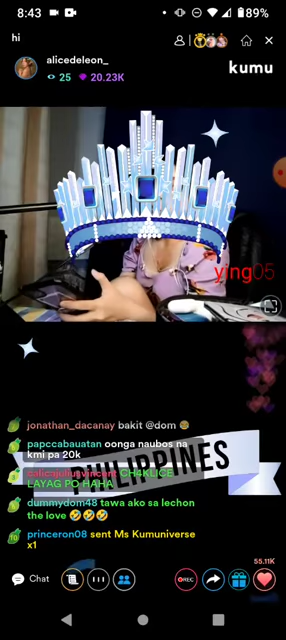 8:43
89%
hi
alicedeleon_
25 20.23K
kumu
ying05
jonathan_dacanay bakit @dom
papccabauatan oonga naubos na
kmi pa 20k
CH4KLICE
LAYAG PO HAHA
PHILIPPINES
dummydom48 tawa ako sa lechon
the love 🤣🤣🤣
princeron08 sent Ms Kumuniverse
x1
55.11K
Chat
REC